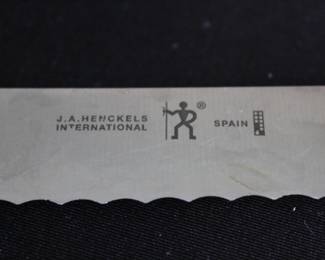 J.A.HENCKELS
INTERNATIONAL
®
SPAIN